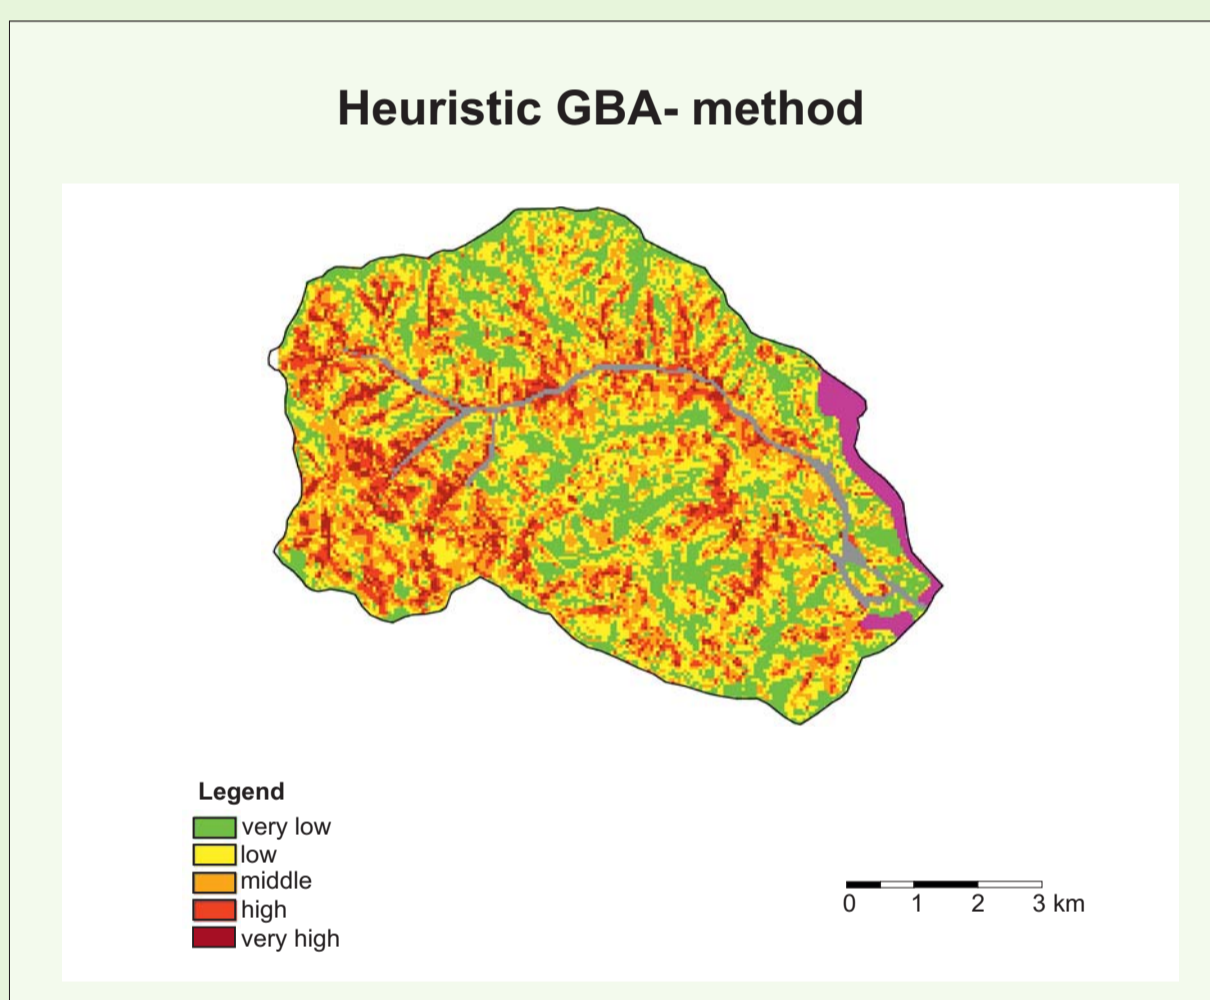 Heuristic GBA- method
Legend
very low
low
middle
high
very high
0 1 2 3 km